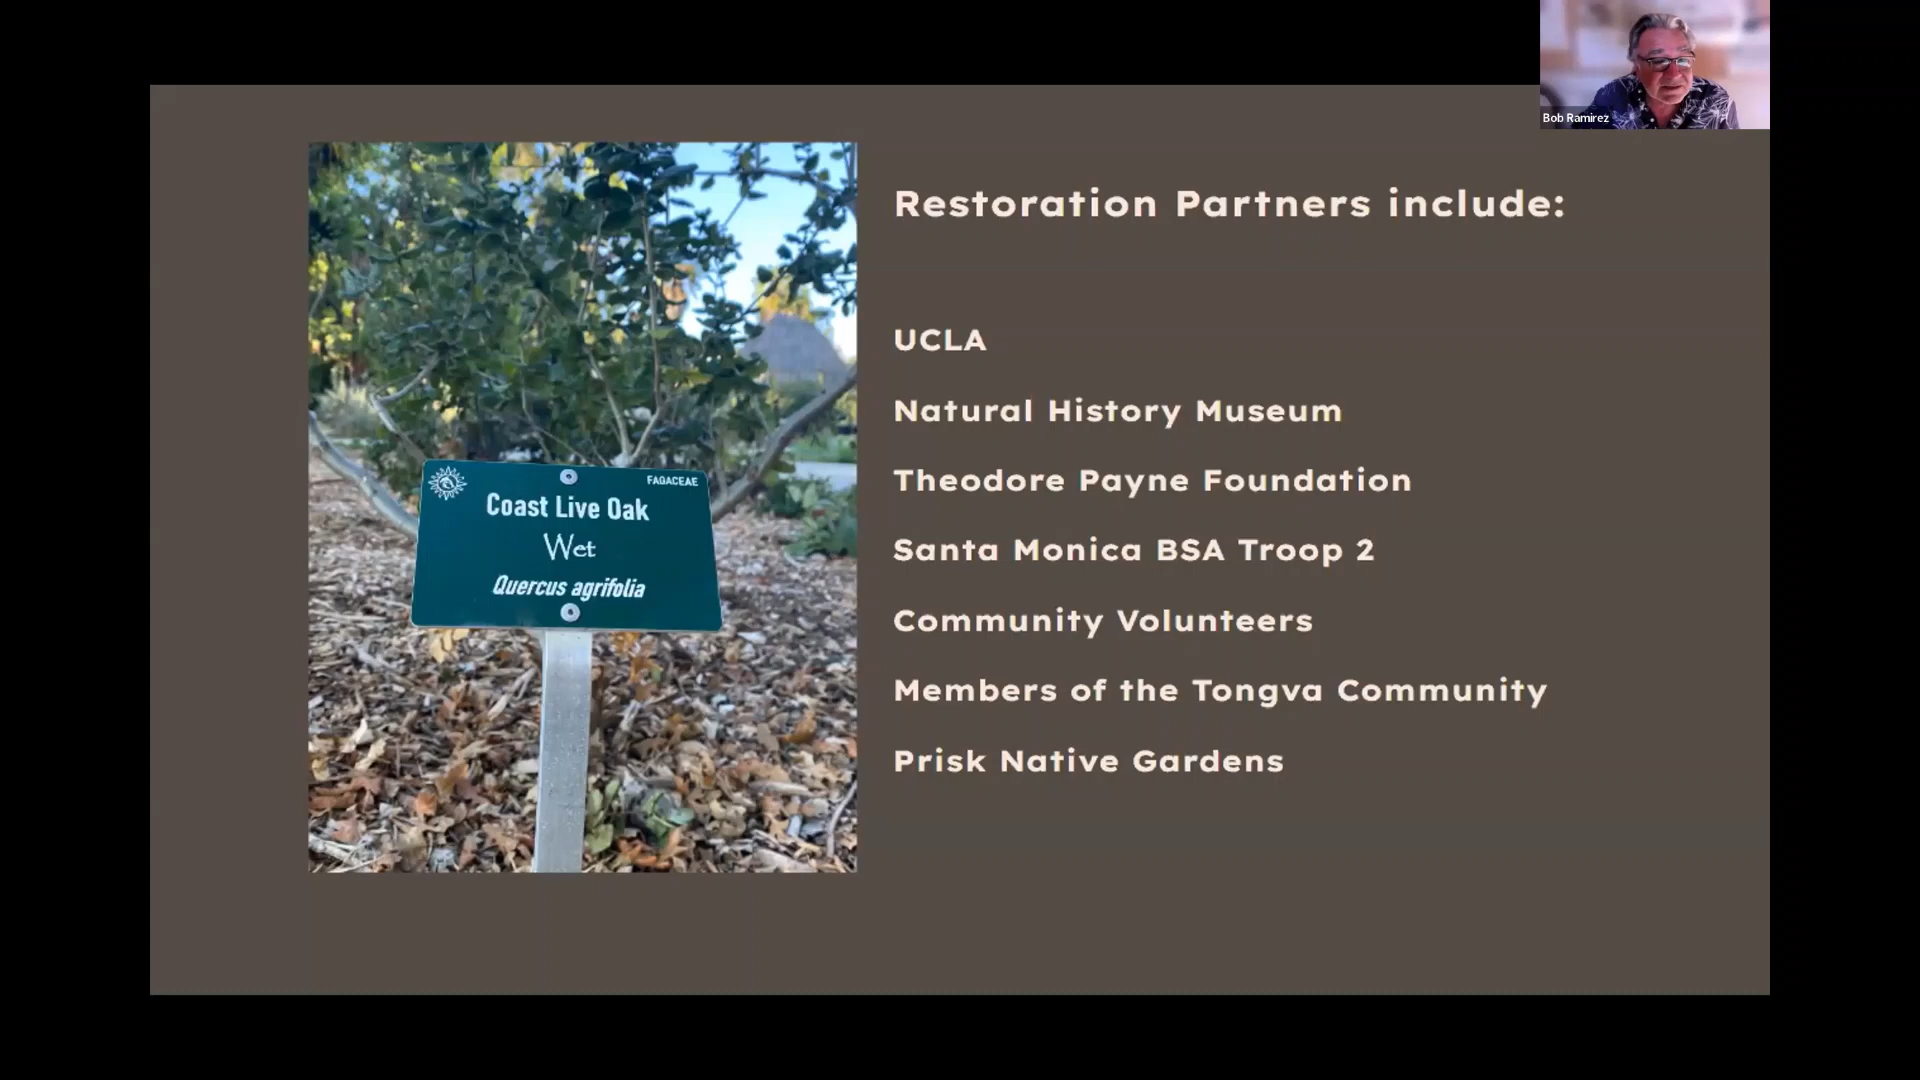 Bob Ramirez
Restoration Partners include:
UCLA
Natural History Museum
Theodore Payne Foundation
Santa Monica BSA Troop 2
Community Volunteers
Members of the Tongva Community
Prisk Native Gardens
FAGACEAE
Coast Live Oak
Wet
Quercus agrifolia